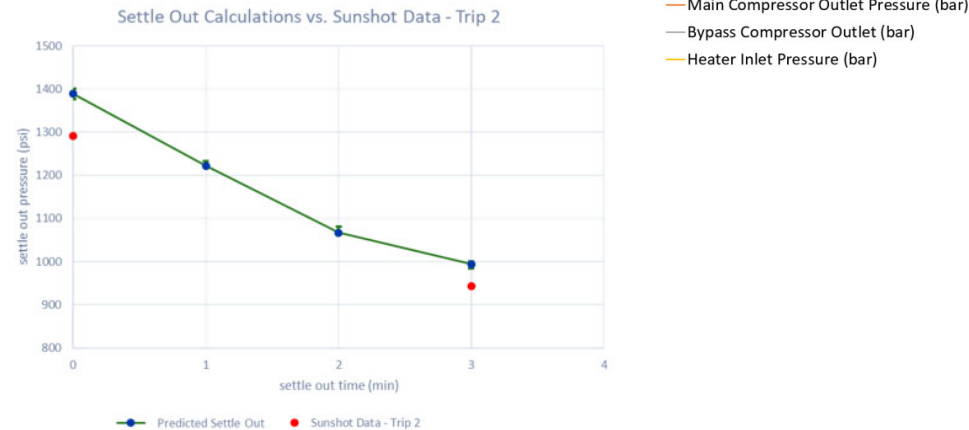 Settle Out Calculations vs. Sunshot Data - Trip 2
1500
1400
1300
1200
1100
1000
900
800
settle out pressure (psi)
0 1 2 3 4
settle out time (min)
Predicted Settle Out Sunshot Data - Trip 2
Main Compressor Outlet Pressure (bar)
Bypass Compressor Outlet (bar)
Heater Inlet Pressure (bar)